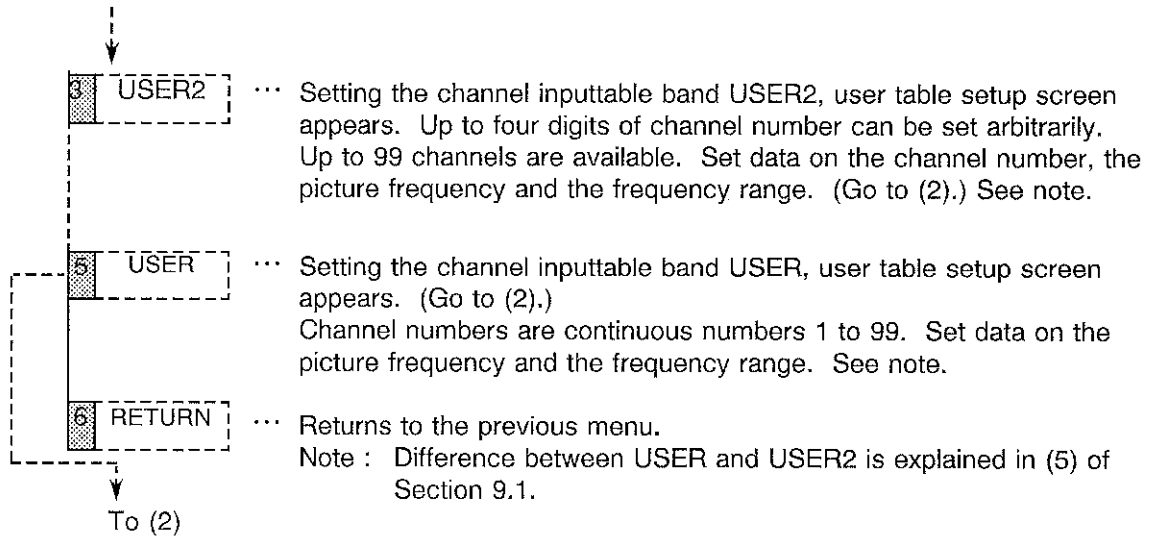 3 USER2 ··· Setting the channel inputtable band USER2, user table setup screen
appears. Up to four digits of channel number can be set arbitrarily.
Up to 99 channels are available. Set data on the channel number, the
picture frequency and the frequency range. (Go to (2).) See note.
5 USER ··· Setting the channel inputtable band USER, user table setup screen
appears. (Go to (2).)
Channel numbers are continuous numbers 1 to 99. Set data on the
picture frequency and the frequency range. See note.
6 RETURN ··· Returns to the previous menu.
Note : Difference between USER and USER2 is explained in (5) of
Section 9.1.
To (2)